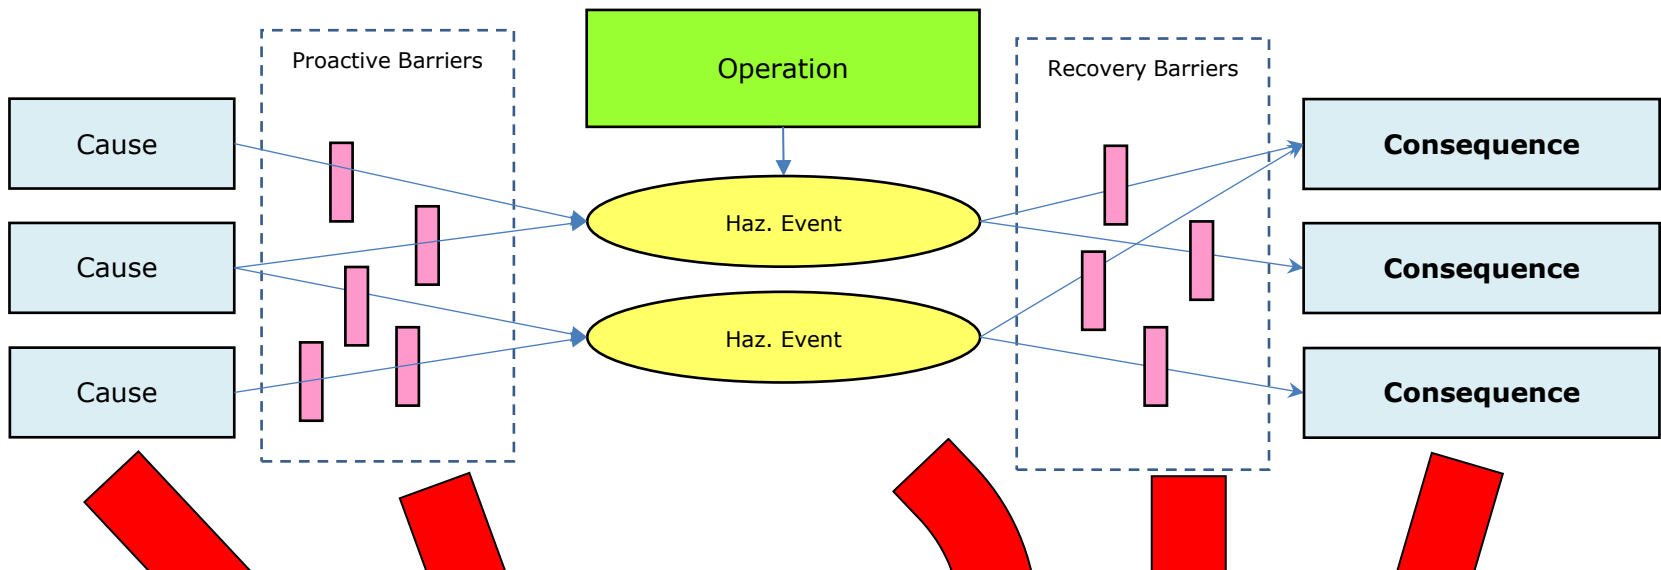 Proactive Barriers
Operation
Recovery Barriers
Cause
Consequence
Haz. Event
Cause
Consequence
Haz. Event
Cause
Consequence